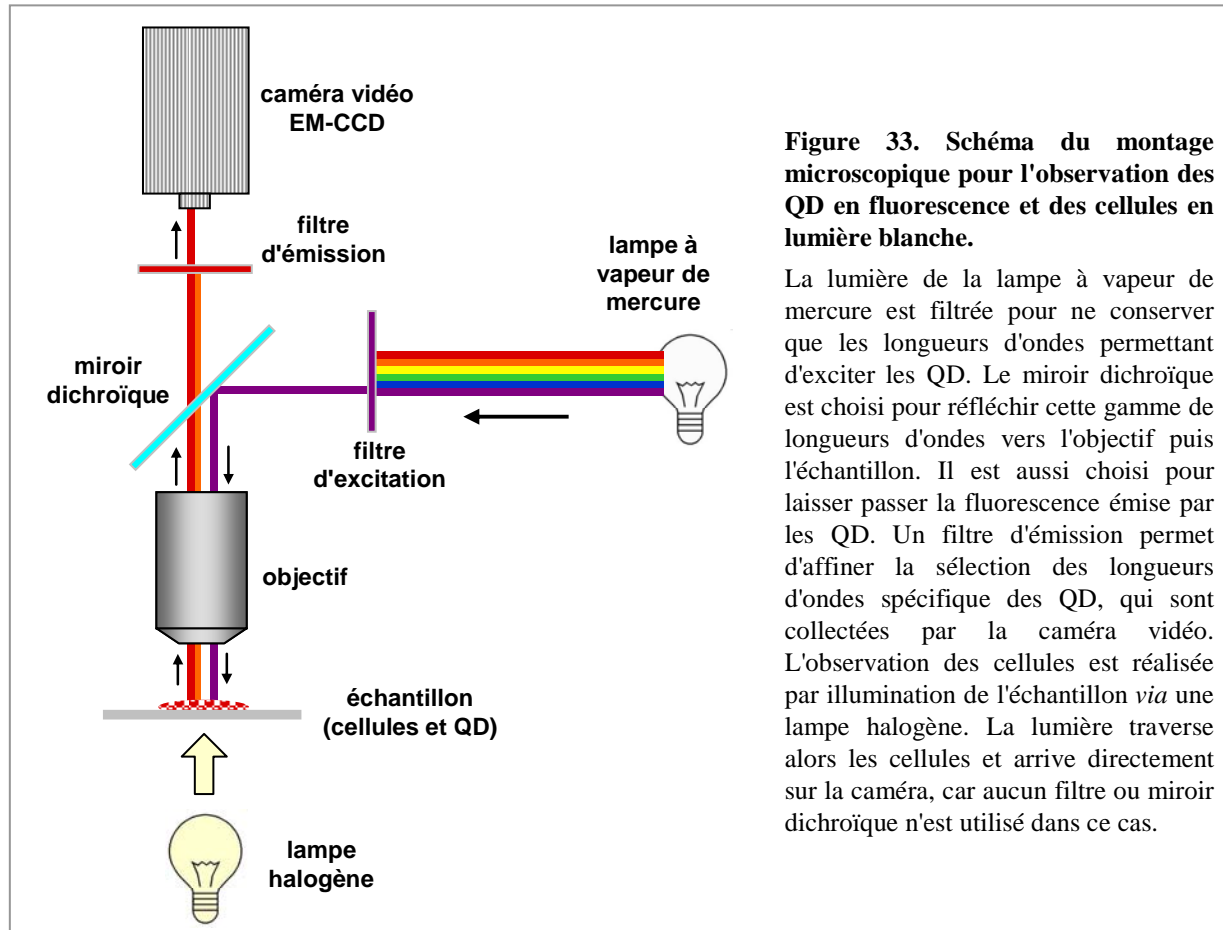 caméra vidéo
EM-CCD
filtre
d'émission
lampe à
vapeur de
mercure
miroir
dichroïque
filtre
d'excitation
objectif
échantillon
(cellules et QD)
lampe
halogène
Figure 33. Schéma du montage
microscopique pour l'observation des
QD en fluorescence et des cellules en
lumière blanche.
La lumière de la lampe à vapeur de
mercure est filtrée pour ne conserver
que les longueurs d'ondes permettant
d'exciter les QD. Le miroir dichroïque
est choisi pour réfléchir cette gamme de
longueurs d'ondes vers l'objectif puis
l'échantillon. Il est aussi choisi pour
laisser passer la fluorescence émise par
les QD. Un filtre d'émission permet
d'affiner la sélection des longueurs
d'ondes spécifique des QD, qui sont
collectées par la caméra vidéo.
L'observation des cellules est réalisée
par illumination de l'échantillon via une
lampe halogène. La lumière traverse
alors les cellules et arrive directement
sur la caméra, car aucun filtre ou miroir
dichroïque n'est utilisé dans ce cas.